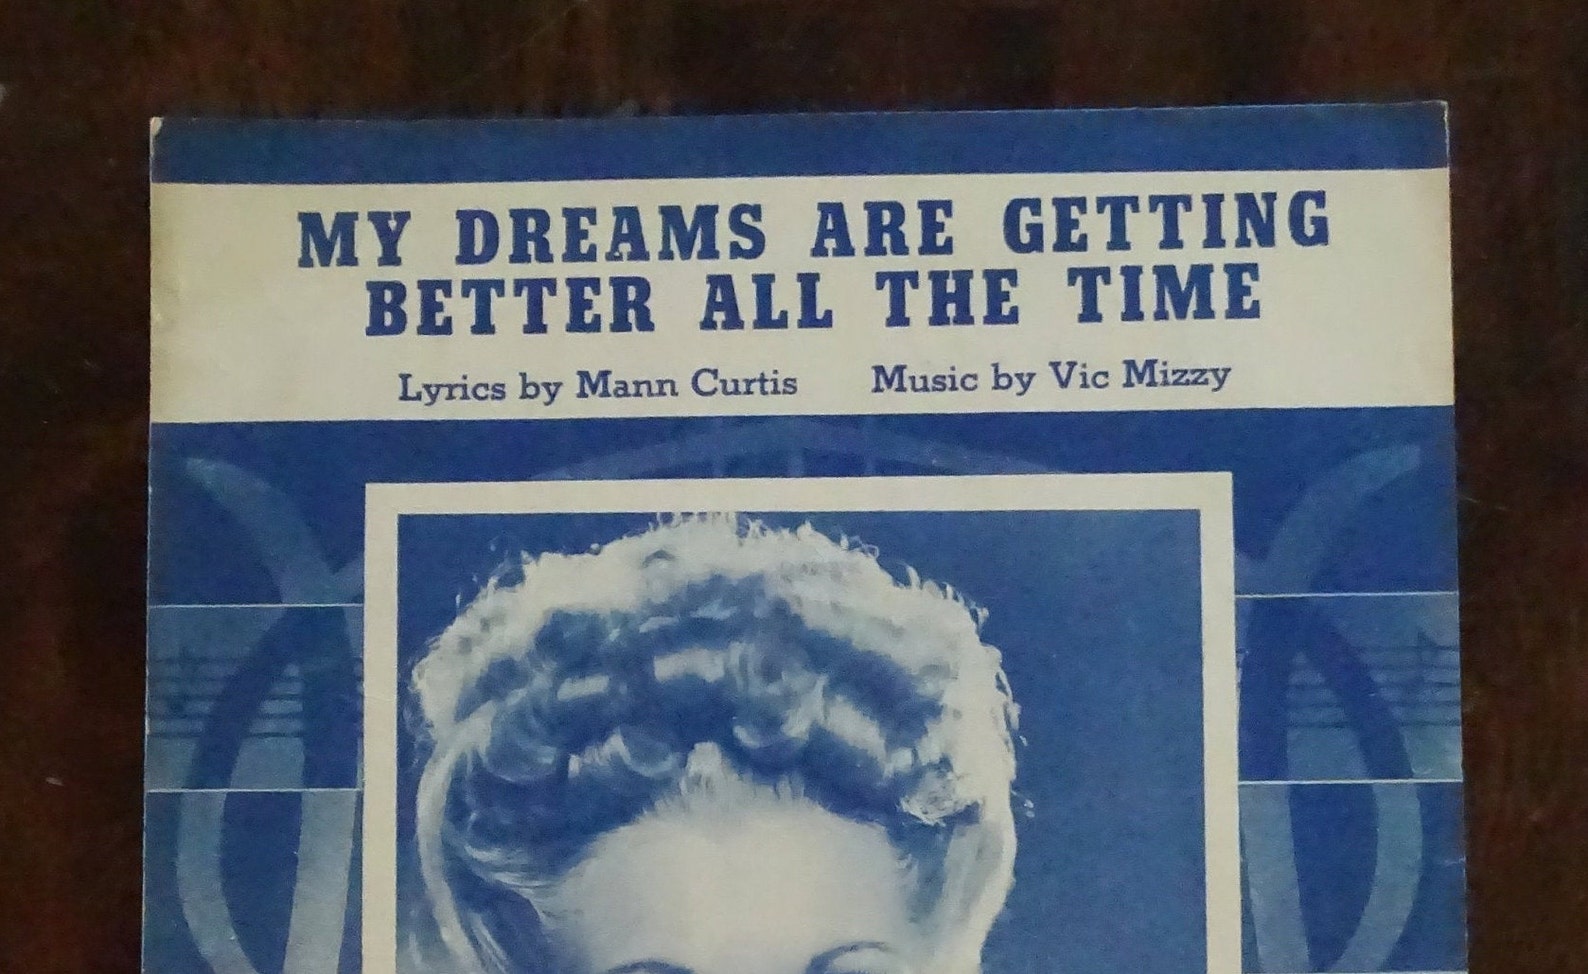 MY DREAMS ARE GETTING
BETTER ALL THE TIME
Lyrics by Mann Curtis Music by Vic Mizzy